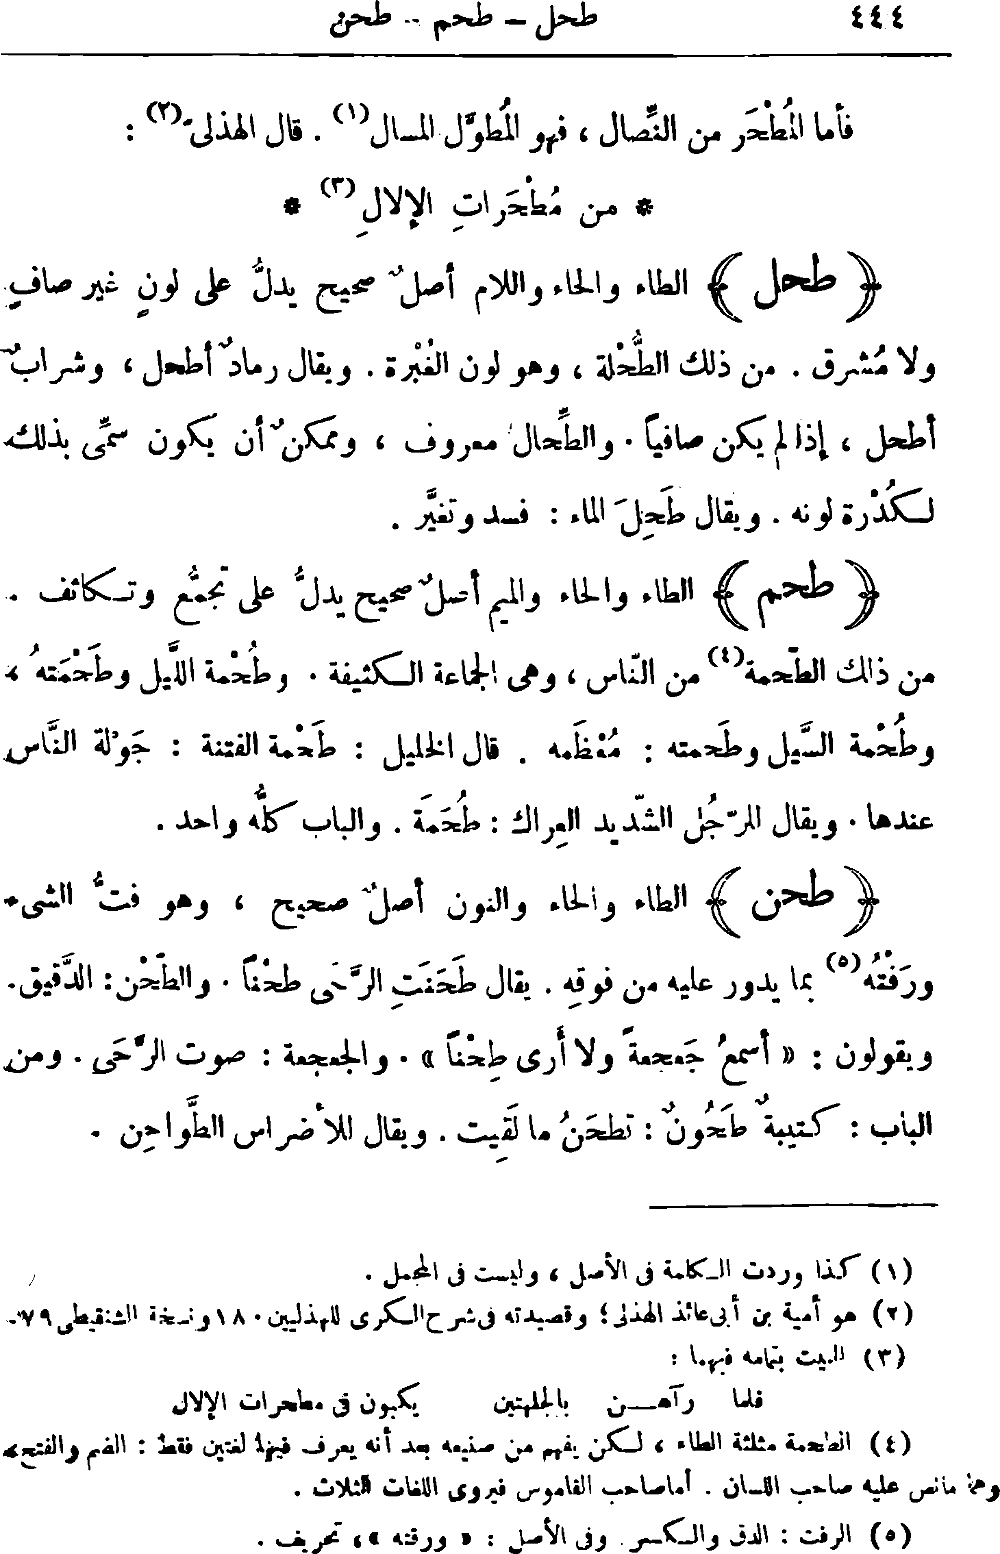 ٤٤٤ طحل – طحم – طحن
فأما المُطْحَر من النِّصال ، فهو المُطوَّل المسال(١) . قال الهذلىّ(٢) :
* من مُطْحَراتِ الإلالِ(٣) *
﴿ طحل ﴾ الطاء والحاء واللام أصلٌ صحيح يدلُّ على لونٍ غير صافٍ
ولا مُشرق . من ذلك الطُّحْلة ، وهو لون الغُبْرة . ويقال رمادٌ أطحل ، وشرابٌ
أطحل ، إذا لم يكن صافياً . والطِّحال معروف ، وممكنٌ أن يكون سمِّى بذلك
لكُدْرة لونه . ويقال طَحِلَ الماء : فسد وتغيَّر .
﴿ طحم ﴾ الطاء والحاء والميم أصلٌ صحيح يدلُّ على تجمُّع وتكاثف .
من ذلك الطّحمة(٤) من النّاس ، وهى الجماعة الكثيفة . وطُحْمة اللَّيل وطَحْمَتهُ ،
وطُحْمة السَّيل وطَحمته : مُعْظَمه . قال الخليل : طَحْمة الفتنة : جَوْلة النَّاس
عندها . ويقال للرّجُل الشّديد العِراك : طُحَمَة . والباب كلُّه واحد .
﴿ طحن ﴾ الطاء والحاء والنون أصلٌ صحيح ، وهو فتُّ الشىء
ورَفْتُهُ(٥) بما يدور عليه من فوقِه . يقال طَحَنَتِ الرَّحَى طحْناً . والطِّحْن : الدَّقيق .
ويقولون : « أسمعُ جَعجعةً ولا أَرى طِحْناً » . والجعجعة : صوت الرَّحَى . ومن
الباب : كتيبةٌ طَحُونٌ : تطحَنُ ما لَقِيت . ويقال للأضراس الطَّواحِن .
(١) كذا وردت الكلمة فى الأصل ، وليست فى المجمل .
(٢) هو أمية بن أبى عائذ الهذلى؛ وقصيدته فى شرح السكرى للهذليين ١٨٠ ونسخة الشنقيطى ٧٩.
(٣) البيت بتمامه فيهما :
فلما رآهــن بالجلهتين يكبون فى مطحرات الإلال
(٤) الطحمة مثلثة الطاء ، لكن يفهم من صنيعه بعد أنه يعرف فيها لغتين فقط : الضم والفتح
وهما مانص عليه صاحب اللسان . أما صاحب القاموس فيروى اللغات الثلاث .
(٥) الرفت : الدق والكسر . وفى الأصل : « ورقته » ، تحريف .